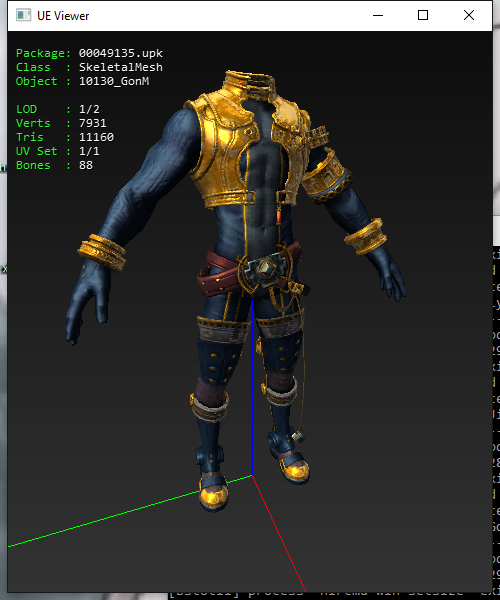 UE Viewer
Package: 00049135.upk
Class  : SkeletalMesh
Object : 10130_GonM
LOD    : 1/2
Verts  : 7931
Tris   : 11160
UV Set : 1/1
Bones  : 88